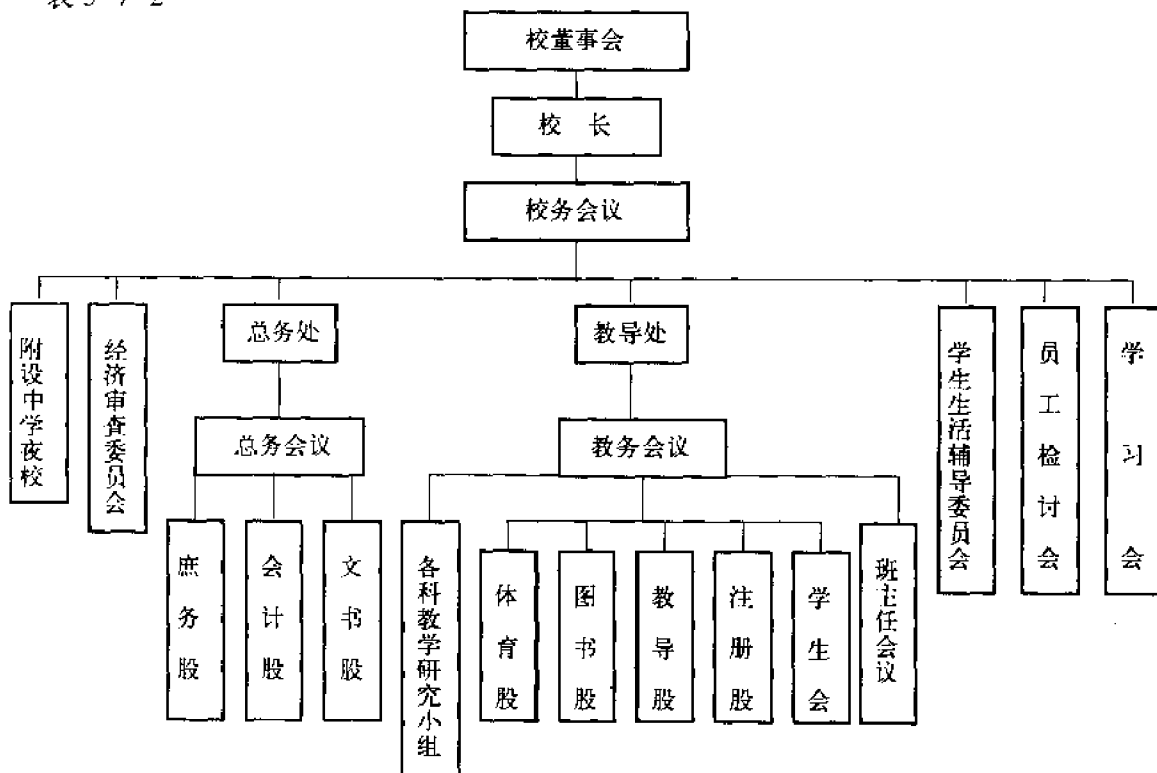 表 5-7-2
校董事会
校 长
校务会议
附设中学夜校
经济审查委员会
总务处
教导处
学生生活辅导委员会
员工检讨会
学习会
总务会议
教务会议
庶务股
会计股
文书股
各科教学研究小组
体育股
图书股
教导股
注册股
学生会
班主任会议